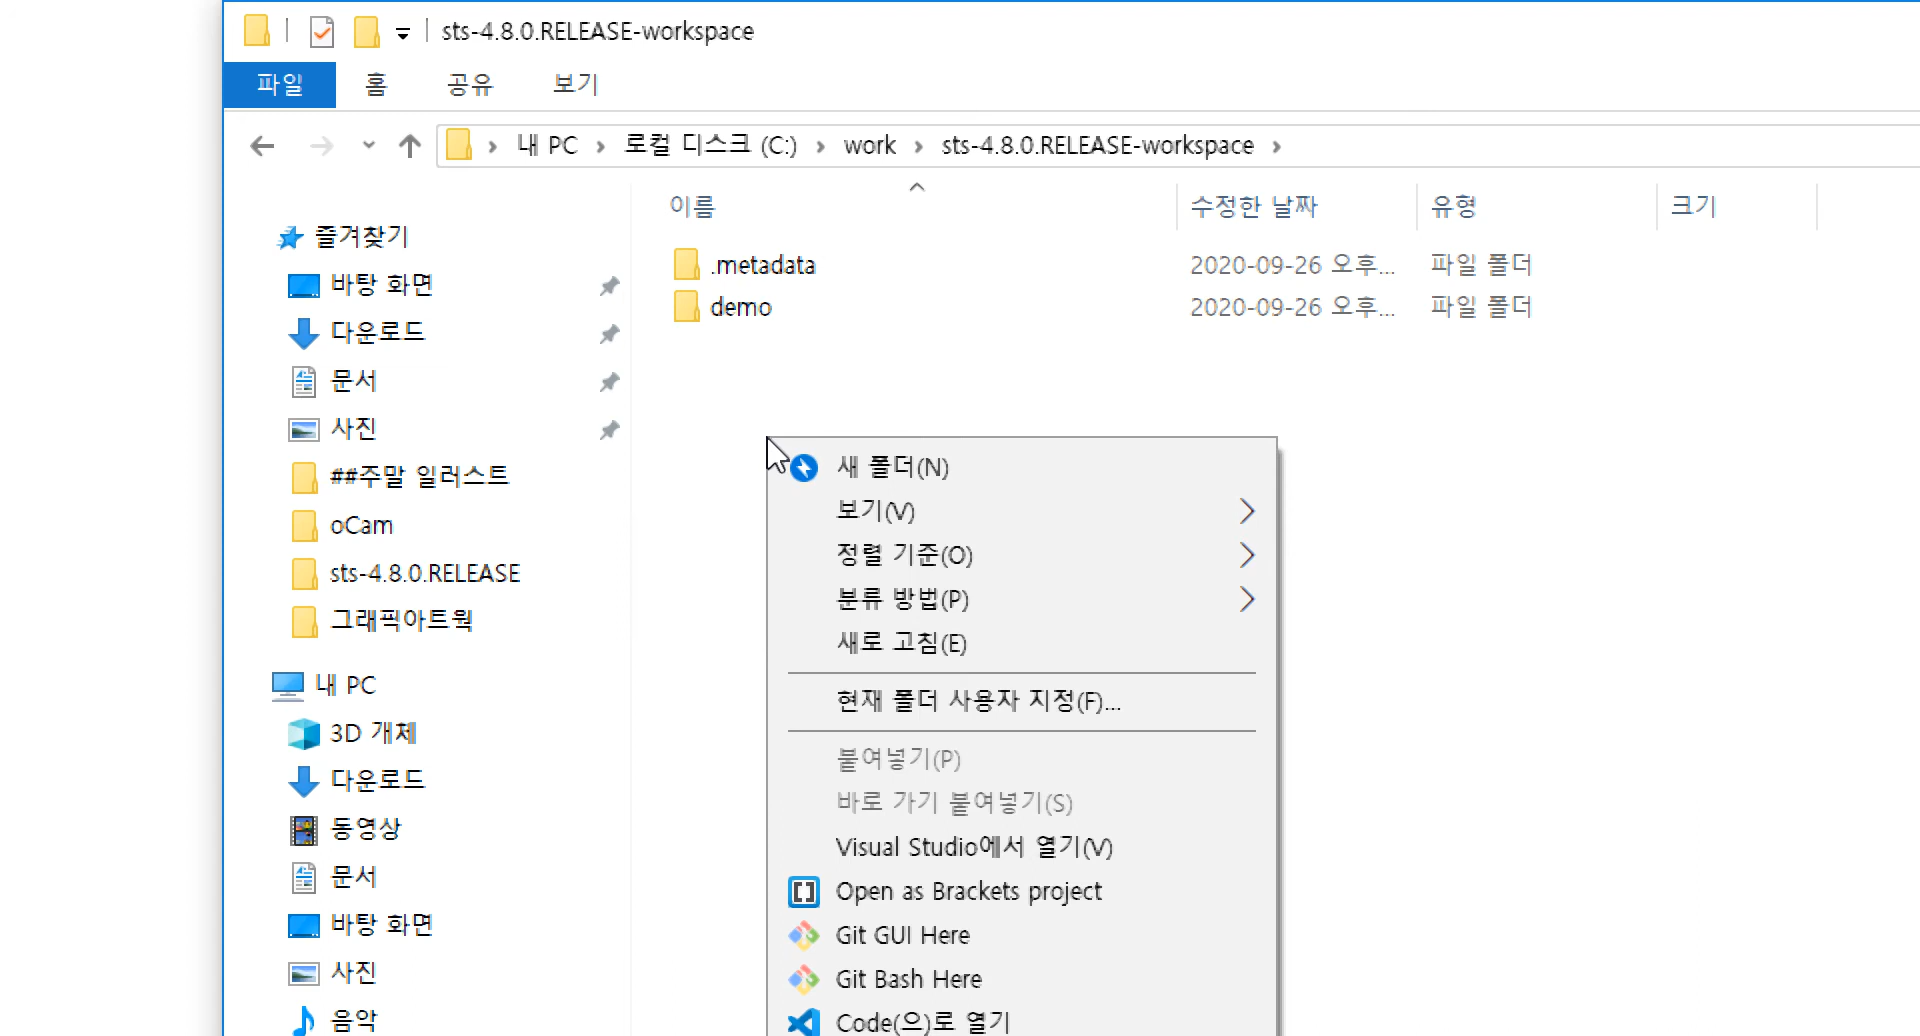 sts-4.8.0.RELEASE-workspace
파일 홈 공유 보기
내 PC 로컬 디스크 (C:) work sts-4.8.0.RELEASE-workspace
이름 수정한 날짜 유형 크기
.metadata 2020-09-26 오후... 파일 폴더
demo 2020-09-26 오후... 파일 폴더
즐겨찾기
바탕 화면
다운로드
문서
사진
##주말 일러스트
oCam
sts-4.8.0.RELEASE
그래픽아트웍
내 PC
3D 개체
다운로드
동영상
문서
바탕 화면
사진
음악
새 폴더(N)
보기(V)
정렬 기준(O)
분류 방법(P)
새로 고침(E)
현재 폴더 사용자 지정(F)...
붙여넣기(P)
바로 가기 붙여넣기(S)
Visual Studio에서 열기(V)
Open as Brackets project
Git GUI Here
Git Bash Here
Code(으)로 열기